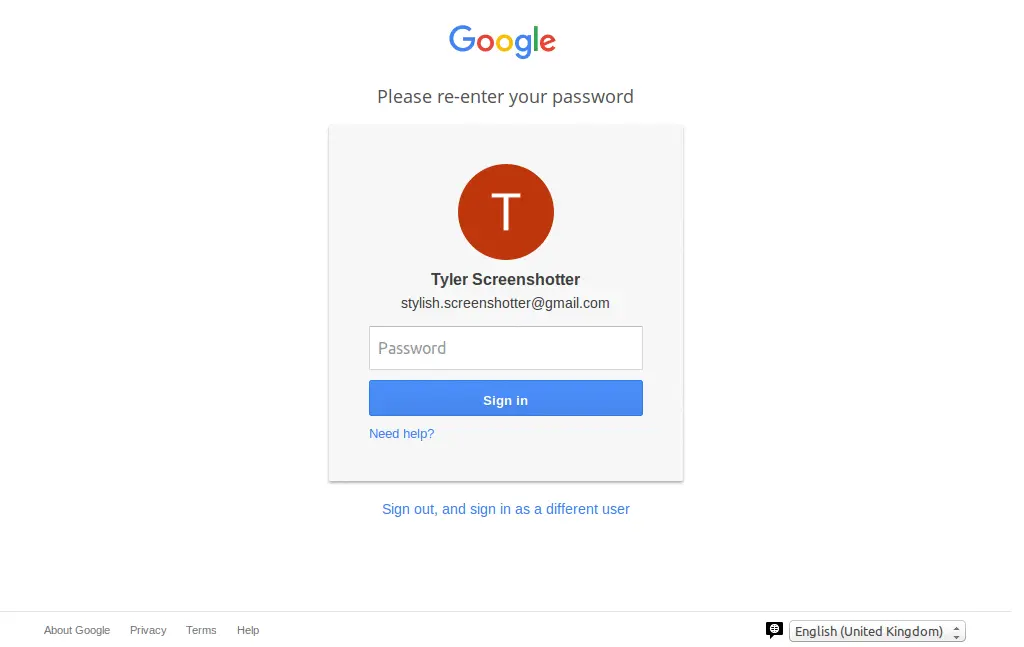 Google
Please re-enter your password
T
Tyler Screenshotter
stylish.screenshotter@gmail.com
Password
Sign in
Need help?
Sign out, and sign in as a different user
About Google Privacy Terms Help English (United Kingdom)